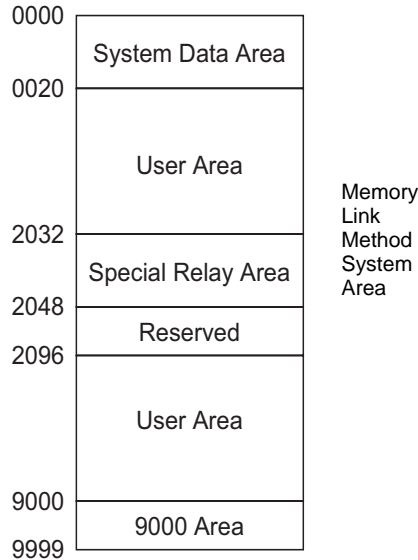 0000
System Data Area
0020
User Area
2032
Special Relay Area
2048
Reserved
2096
User Area
9000
9000 Area
9999
Memory
Link
Method
System
Area